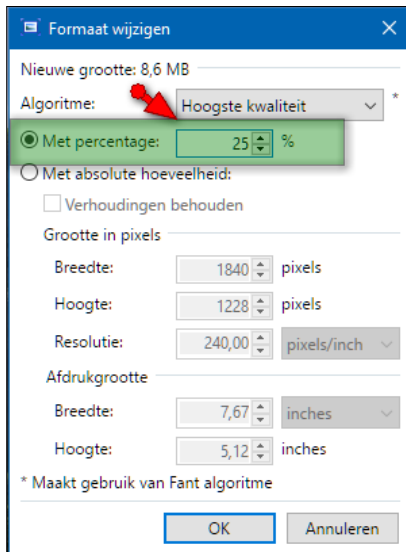 Formaat wijzigen
Nieuwe grootte: 8,6 MB
Algoritme: Hoogste kwaliteit *
Met percentage: 25 %
Met absolute hoeveelheid:
Verhoudingen behouden
Grootte in pixels
Breedte: 1840 pixels
Hoogte: 1228 pixels
Resolutie: 240,00 pixels/inch
Afdrukgrootte
Breedte: 7,67 inches
Hoogte: 5,12 inches
* Maakt gebruik van Fant algoritme
OK Annuleren